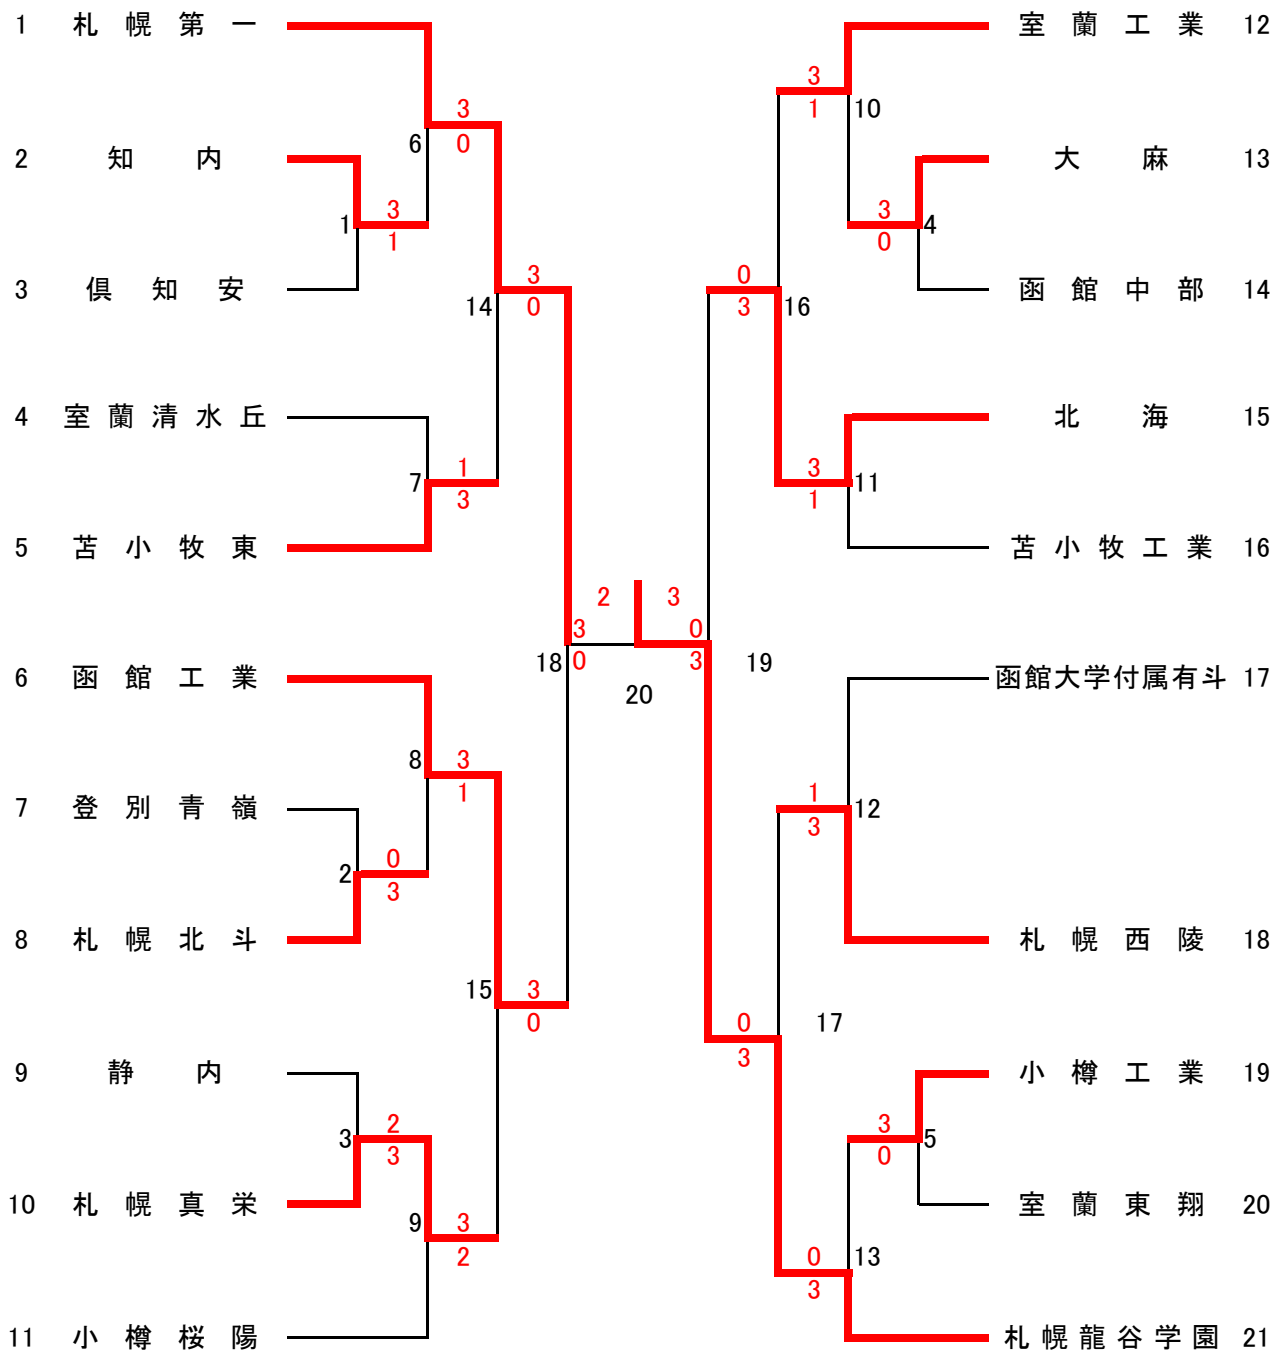 1 札幌第一
室蘭工業 12
3
1
10
3
0
6
2 知内
大麻 13
3
1
1
3
0
4
3 倶知安
函館中部 14
3
0
14
0
3
16
4 室蘭清水丘
北海 15
1
3
7
3
1
11
5 苫小牧東
苫小牧工業 16
2
3
3
0
18
0
3
19
20
6 函館工業
函館大学付属有斗 17
8
3
1
7 登別青嶺
1
3
12
2
0
3
8 札幌北斗
札幌西陵 18
15
3
0
0
3
17
9 静内
小樽工業 19
3
2
3
3
0
5
10 札幌真栄
室蘭東翔 20
9
3
2
0
3
13
11 小樽桜陽
札幌龍谷学園 21